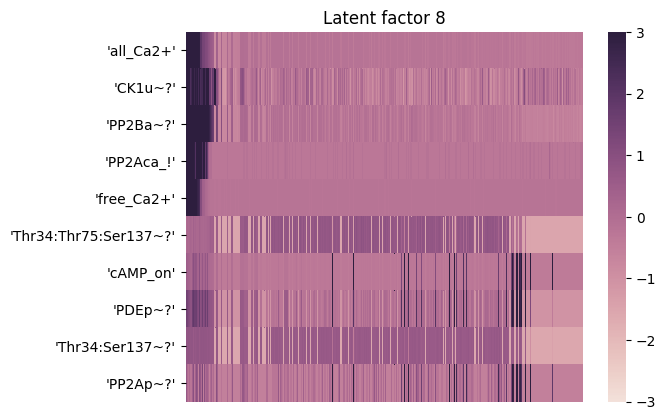 Latent factor 8
'all_Ca2+'
'CK1u~?'
'PP2Ba~?'
'PP2Aca_!'
'free_Ca2+'
'Thr34:Thr75:Ser137~?'
'cAMP_on'
'PDEp~?'
'Thr34:Ser137~?'
'PP2Ap~?'
3
2
1
0
−1
−2
−3